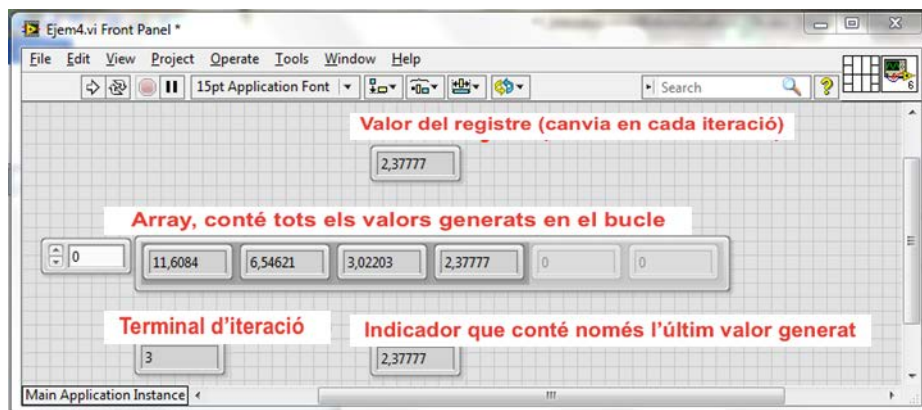 Ejem4.vi Front Panel *
File Edit View Project Operate Tools Window Help
15pt Application Font Search ? 6
Valor del registre (canvia en cada iteració)
2,37777
Array, conté tots els valors generats en el bucle
0 11,6084 6,54621 3,02203 2,37777 0 0
Terminal d'iteració Indicador que conté només l'últim valor generat
3 2,37777
Main Application Instance